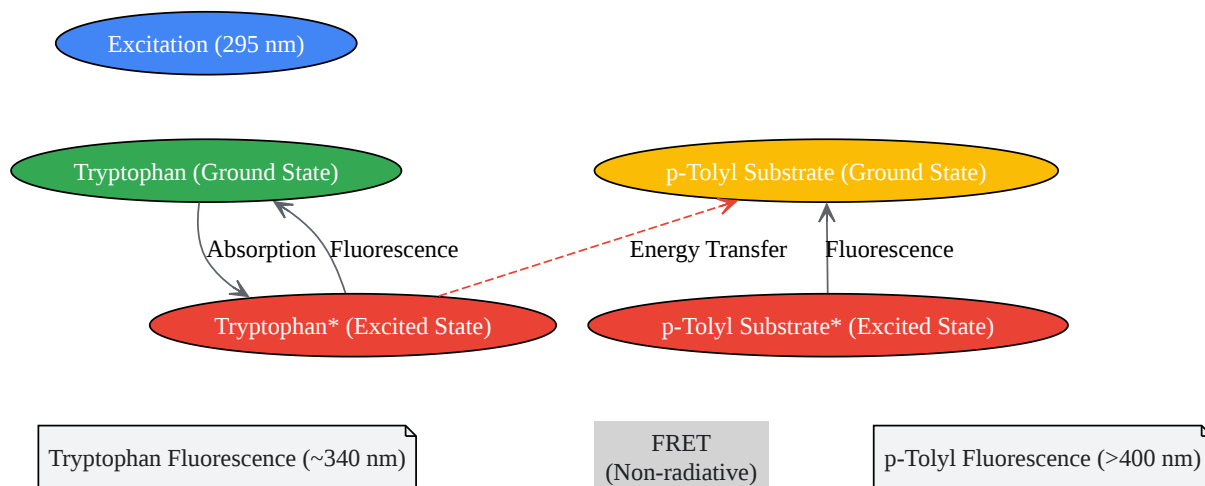 Excitation (295 nm)
Tryptophan (Ground State)
p-Tolyl Substrate (Ground State)
Absorption
Fluorescence
Energy Transfer
Fluorescence
Tryptophan* (Excited State)
p-Tolyl Substrate* (Excited State)
Tryptophan Fluorescence (~340 nm)
FRET
(Non-radiative)
p-Tolyl Fluorescence (>400 nm)